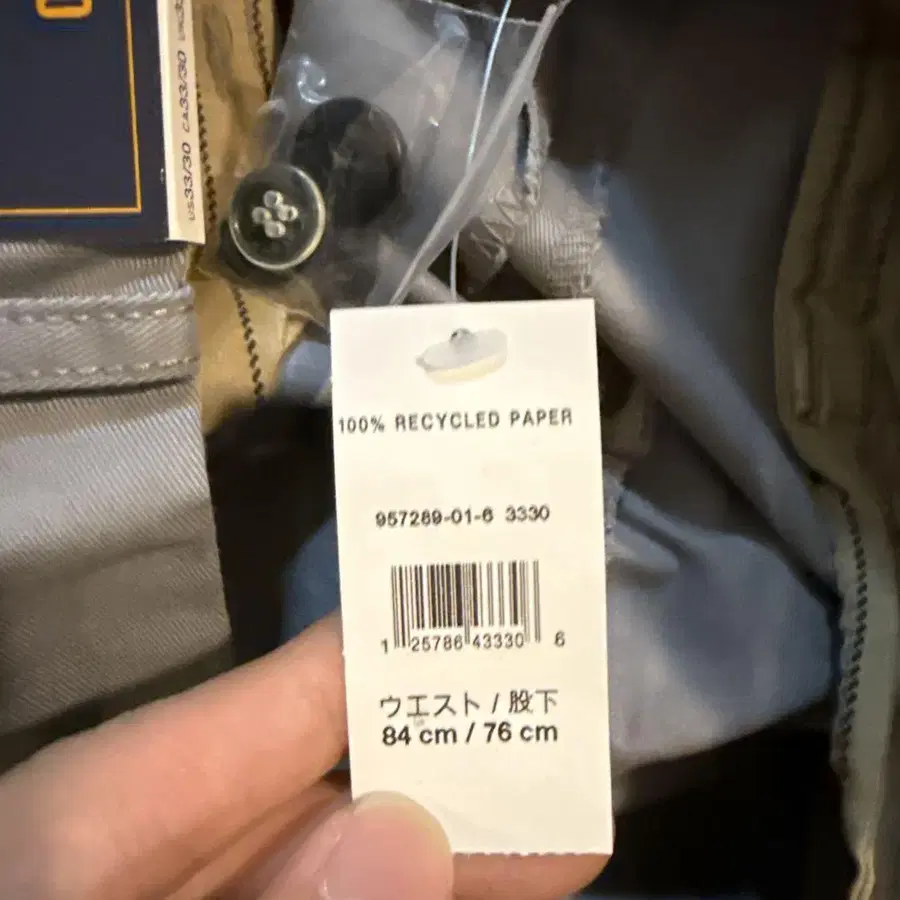 US33/30 CA33/30
100% RECYCLED PAPER
957289-01-6 3330
1 25786 43330 6
ウエスト / 股下
84 cm / 76 cm